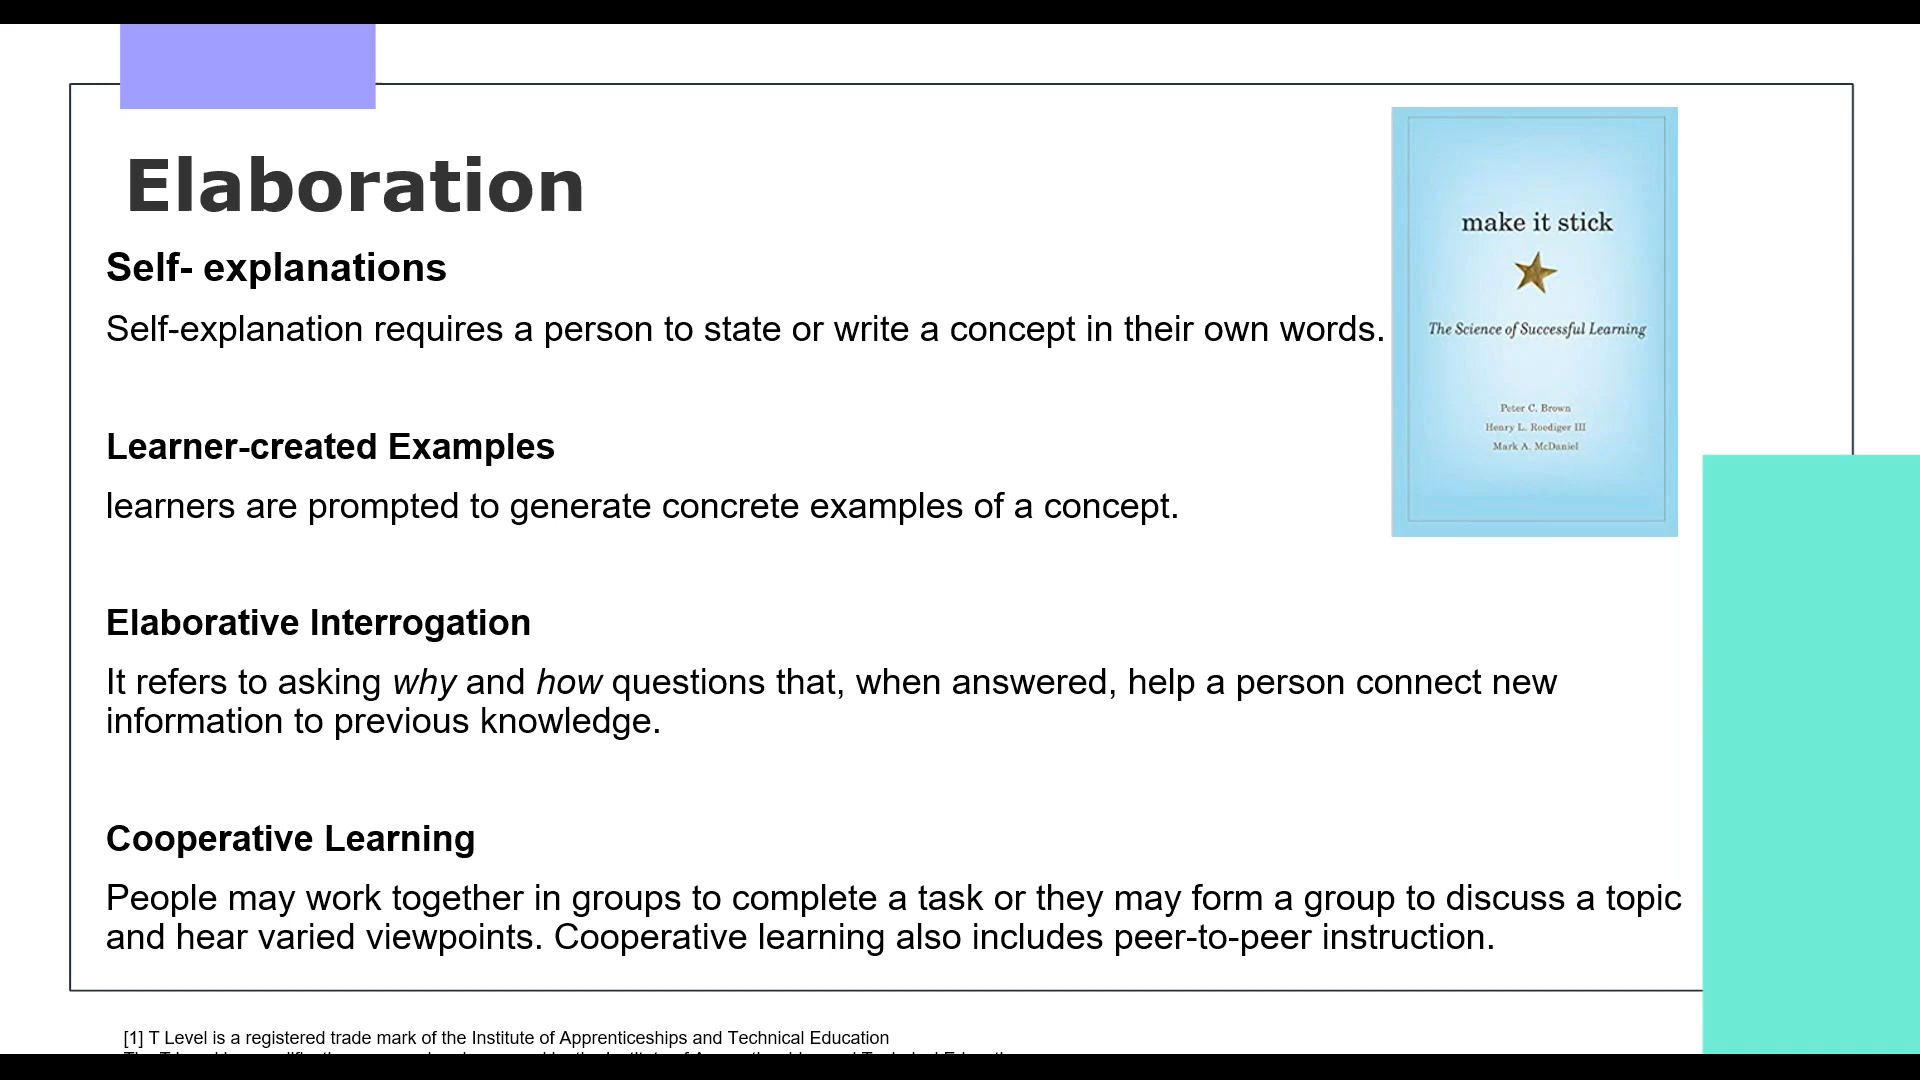 Elaboration
Self- explanations
Self-explanation requires a person to state or write a concept in their own words.
Learner-created Examples
learners are prompted to generate concrete examples of a concept.
Elaborative Interrogation
It refers to asking why and how questions that, when answered, help a person connect new
information to previous knowledge.
Cooperative Learning
People may work together in groups to complete a task or they may form a group to discuss a topic
and hear varied viewpoints. Cooperative learning also includes peer-to-peer instruction.
make it stick
The Science of Successful Learning
Peter C. Brown
Henry L. Roediger III
Mark A. McDaniel
[1] T Level is a registered trade mark of the Institute of Apprenticeships and Technical Education